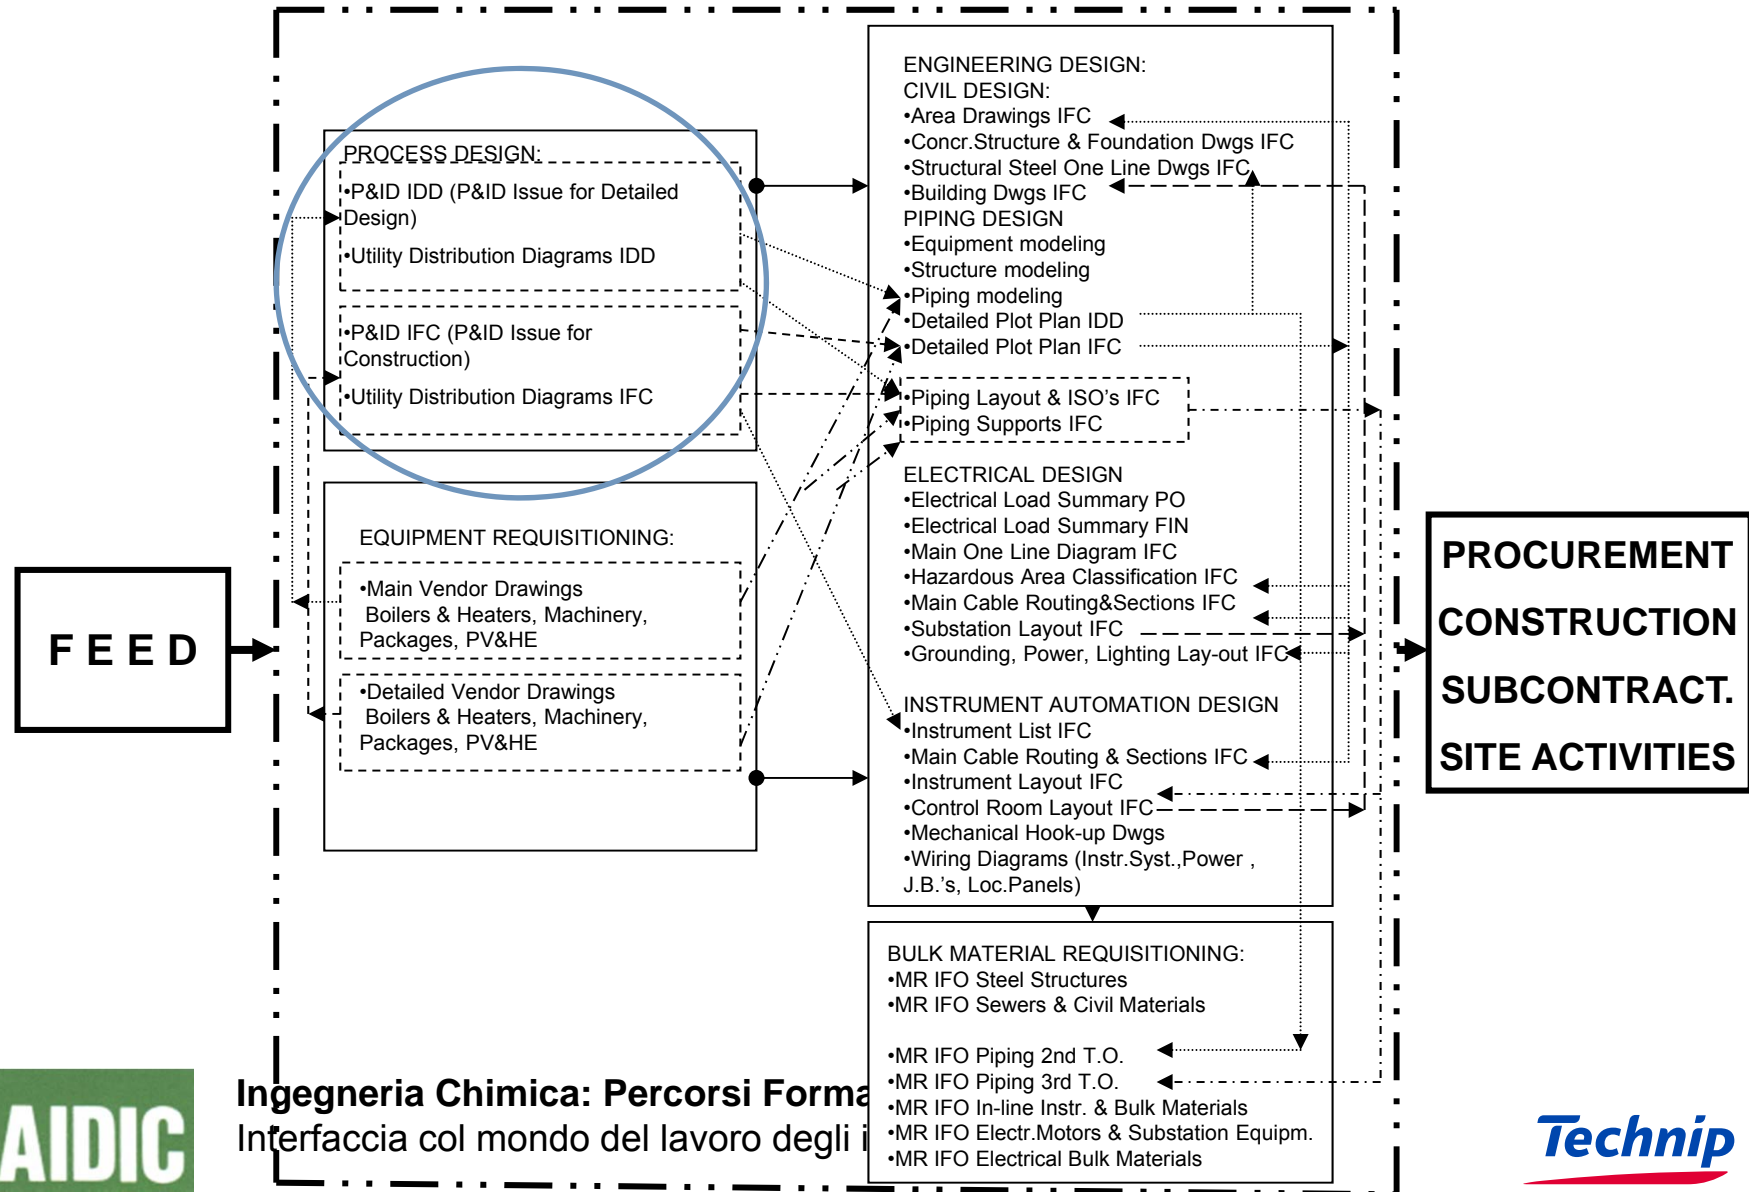 PROCESS DESIGN:
•P&ID IDD (P&ID Issue for Detailed
Design)
•Utility Distribution Diagrams IDD
•P&ID IFC (P&ID Issue for
Construction)
•Utility Distribution Diagrams IFC
EQUIPMENT REQUISITIONING:
•Main Vendor Drawings
Boilers & Heaters, Machinery,
Packages, PV&HE
•Detailed Vendor Drawings
Boilers & Heaters, Machinery,
Packages, PV&HE
F E E D
ENGINEERING DESIGN:
CIVIL DESIGN:
•Area Drawings IFC
•Concr.Structure & Foundation Dwgs IFC
•Structural Steel One Line Dwgs IFC
•Building Dwgs IFC
PIPING DESIGN
•Equipment modeling
•Structure modeling
•Piping modeling
•Detailed Plot Plan IDD
•Detailed Plot Plan IFC
•Piping Layout & ISO's IFC
•Piping Supports IFC
ELECTRICAL DESIGN
•Electrical Load Summary PO
•Electrical Load Summary FIN
•Main One Line Diagram IFC
•Hazardous Area Classification IFC
•Main Cable Routing&Sections IFC
•Substation Layout IFC
•Grounding, Power, Lighting Lay-out IFC
INSTRUMENT AUTOMATION DESIGN
•Instrument List IFC
•Main Cable Routing & Sections IFC
•Instrument Layout IFC
•Control Room Layout IFC
•Mechanical Hook-up Dwgs
•Wiring Diagrams (Instr.Syst.,Power ,
J.B.'s, Loc.Panels)
BULK MATERIAL REQUISITIONING:
•MR IFO Steel Structures
•MR IFO Sewers & Civil Materials
•MR IFO Piping 2nd T.O.
•MR IFO Piping 3rd T.O.
•MR IFO In-line Instr. & Bulk Materials
•MR IFO Electr.Motors & Substation Equipm.
•MR IFO Electrical Bulk Materials
PROCUREMENT
CONSTRUCTION
SUBCONTRACT.
SITE ACTIVITIES
AIDIC
Ingegneria Chimica: Percorsi Forma
Interfaccia col mondo del lavoro degli i
Technip